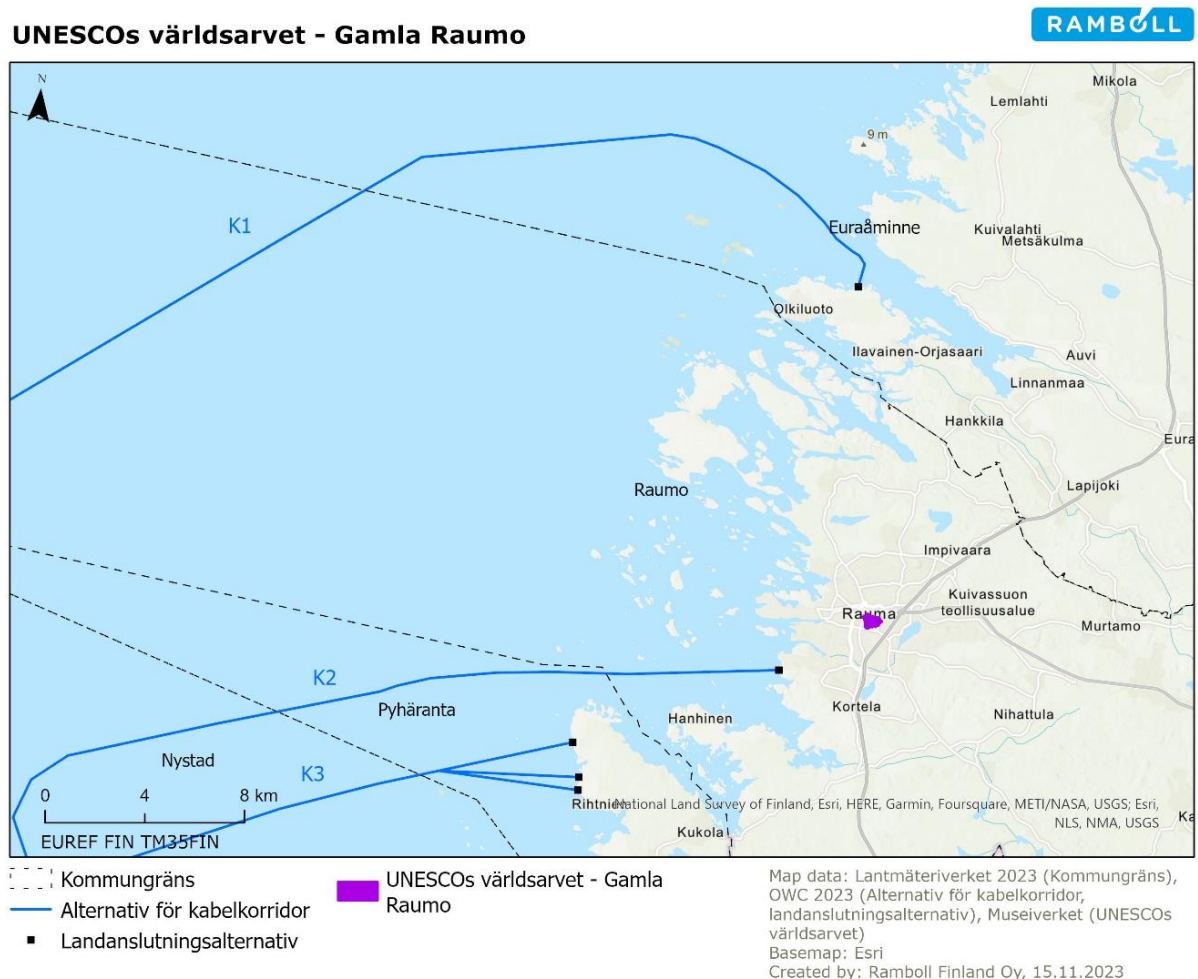 UNESCOs världsarvet - Gamla Raumo
RAMBOLL
N
Mikola
Lemlahti
9 m
K1
Euraåminne
Kuivalahti
Metsäkulma
Olkiluoto
Ilavainen-Orjasaari
Auvi
Linnanmaa
Hankkila
Eura
Raumo
Lapijoki
Impivaara
Kuivassuon
teollisuusalue
Rauma
Murtamo
K2
Pyhäranta
Kortela
Hanhinen
Nihattula
Nystad
K3
0 4 8 km
Rihtniemi
National Land Survey of Finland, Esri, HERE, Garmin, Foursquare, METI/NASA, USGS; Esri,
NLS, NMA, USGS
Ka
Kukola
EUREF FIN TM35FIN
Kommungräns
Alternativ för kabelkorridor
Landanslutningsalternativ
UNESCOs världsarvet - Gamla
Raumo
Map data: Lantmäteriverket 2023 (Kommungräns),
OWC 2023 (Alternativ för kabelkorridor,
landanslutningsalternativ), Museiverket (UNESCOs
världsarvet)
Basemap: Esri
Created by: Ramboll Finland Oy, 15.11.2023